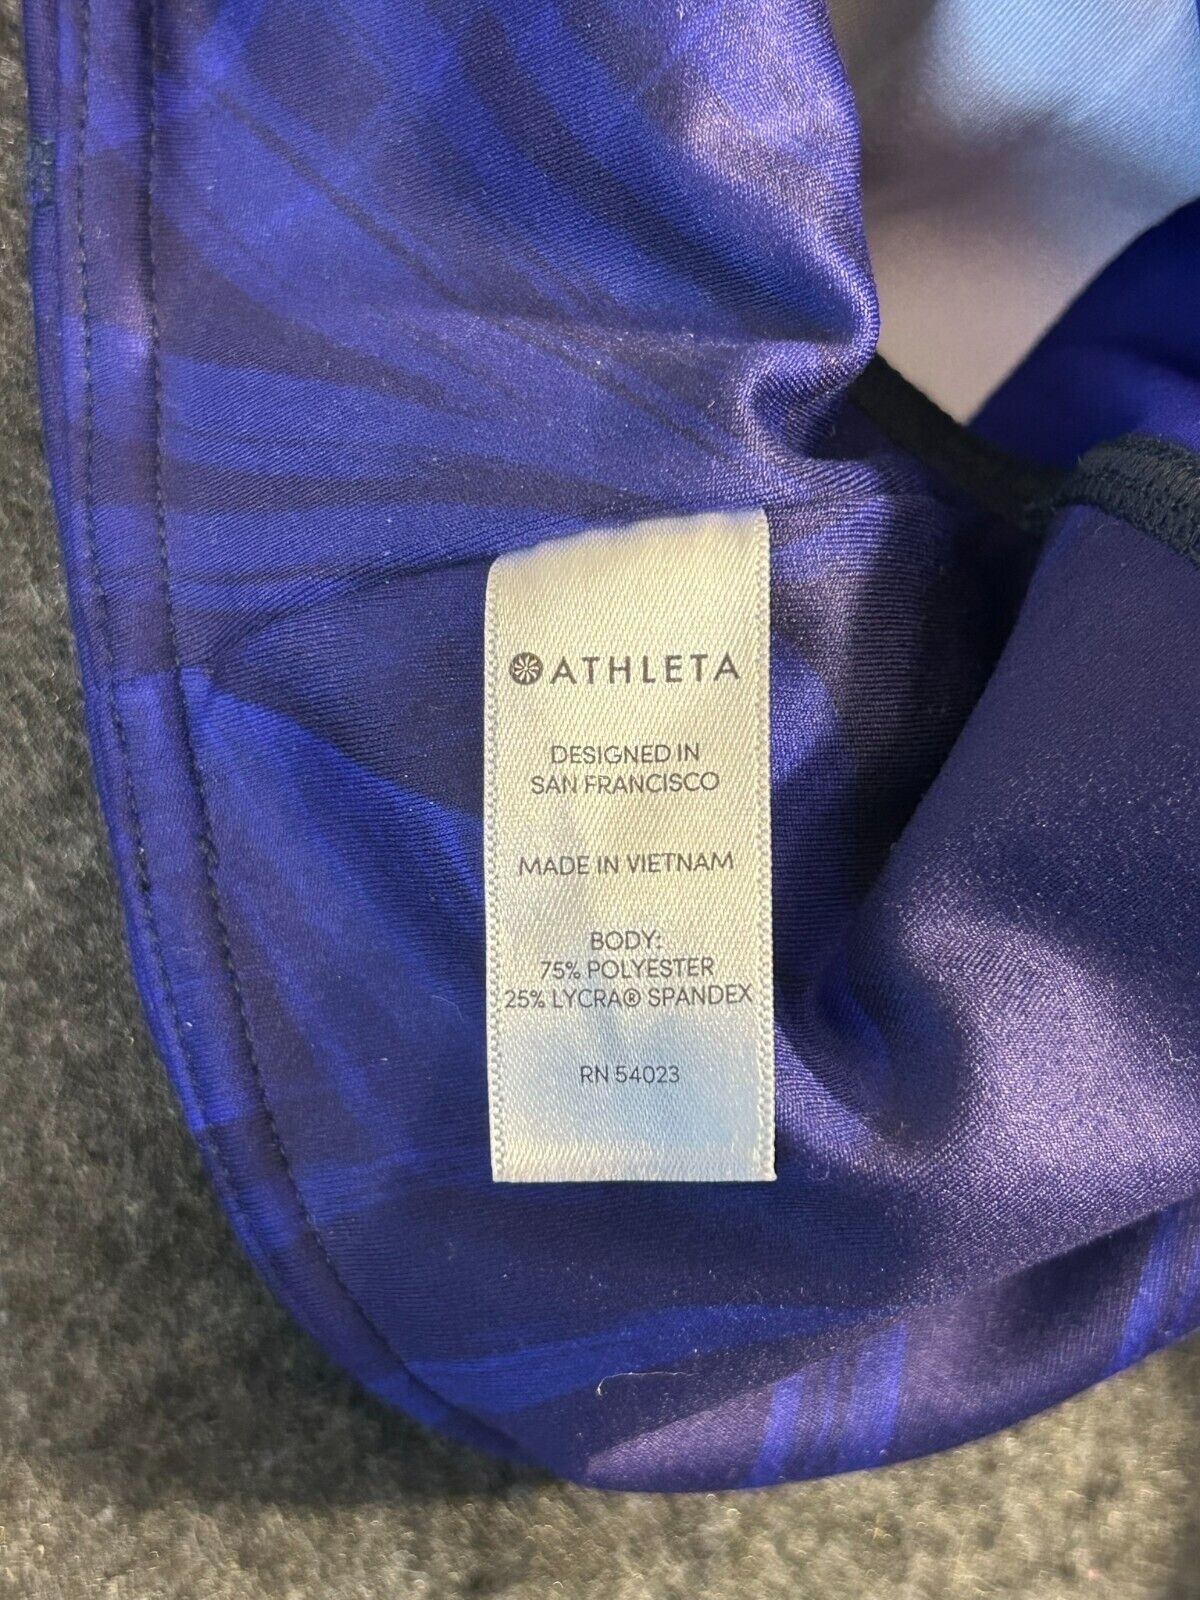 ATHLETA
DESIGNED IN
SAN FRANCISCO
MADE IN VIETNAM
BODY:
75% POLYESTER
25% LYCRA® SPANDEX
RN 54023